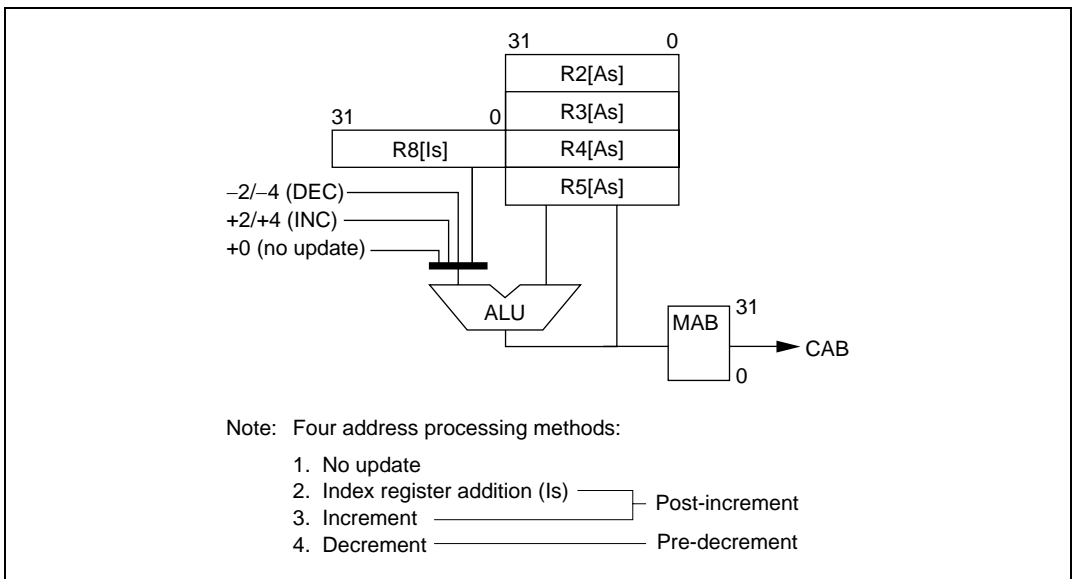 31 0
R2[As]
R3[As]
31 0
R8[Is] R4[As]
R5[As]
−2/−4 (DEC)
+2/+4 (INC)
+0 (no update)
ALU
MAB 31
CAB
0
Note: Four address processing methods:
1. No update
2. Index register addition (Is)
Post-increment
3. Increment
4. Decrement Pre-decrement